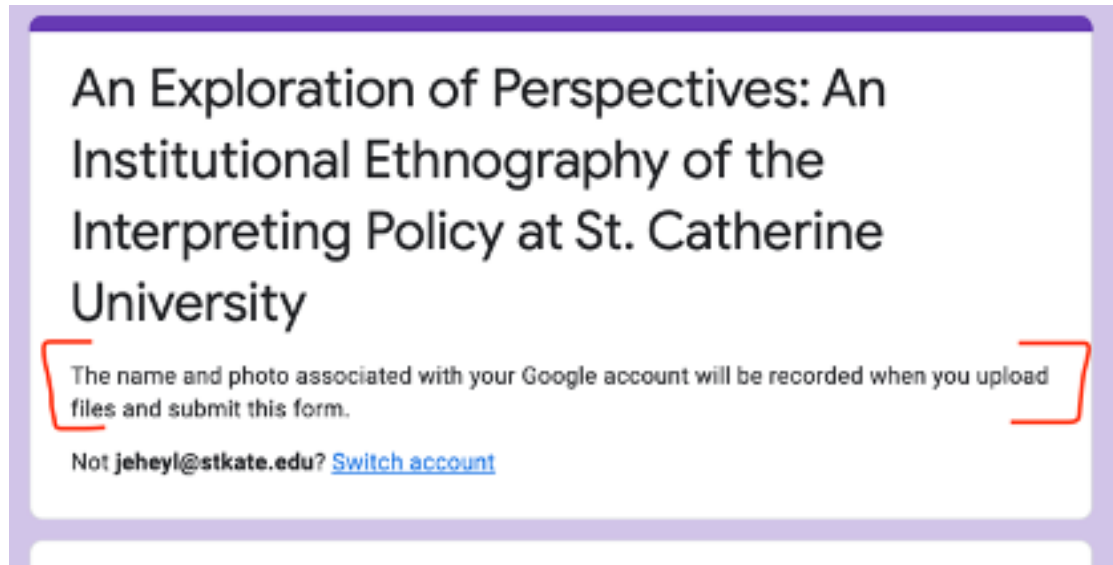 An Exploration of Perspectives: An
Institutional Ethnography of the
Interpreting Policy at St. Catherine
University
The name and photo associated with your Google account will be recorded when you upload
files and submit this form.
Not jeheyl@stkate.edu? Switch account